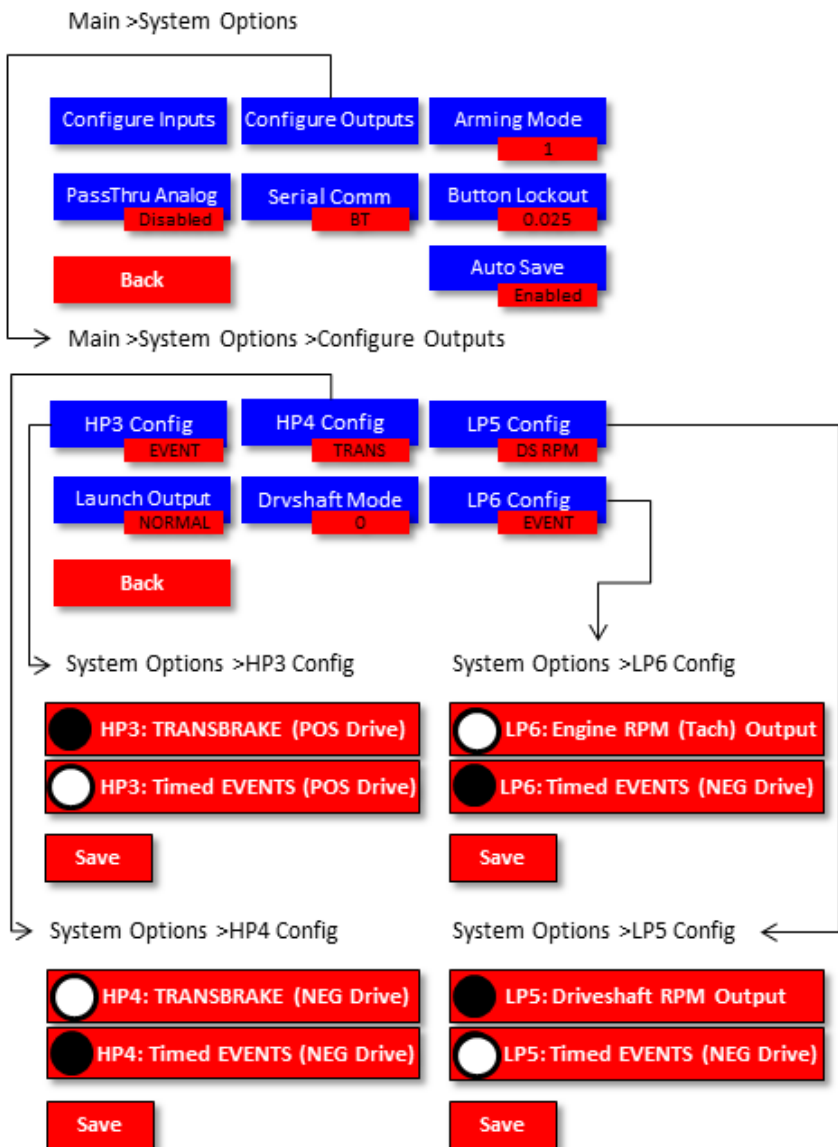 Main >System Options
Configure Inputs
Configure Outputs
Arming Mode
1
PassThru Analog
Disabled
Serial Comm
BT
Button Lockout
0.025
Back
Auto Save
Enabled
Main >System Options >Configure Outputs
HP3 Config
EVENT
HP4 Config
TRANS
LP5 Config
DS RPM
Launch Output
NORMAL
Drvshaft Mode
0
LP6 Config
EVENT
Back
System Options >HP3 Config
HP3: TRANSBRAKE (POS Drive)
HP3: Timed EVENTS (POS Drive)
Save
System Options >LP6 Config
LP6: Engine RPM (Tach) Output
LP6: Timed EVENTS (NEG Drive)
Save
System Options >HP4 Config
HP4: TRANSBRAKE (NEG Drive)
HP4: Timed EVENTS (NEG Drive)
Save
System Options >LP5 Config
LP5: Driveshaft RPM Output
LP5: Timed EVENTS (NEG Drive)
Save